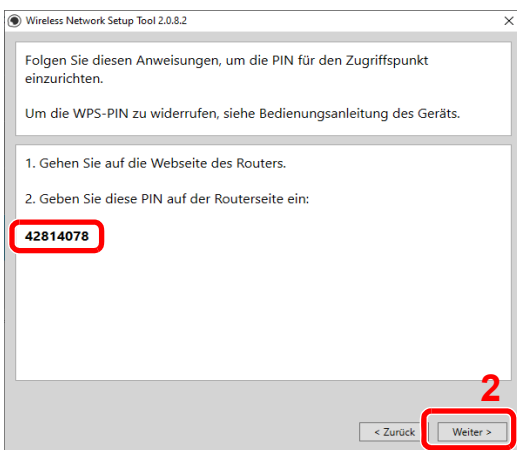 Wireless Network Setup Tool 2.0.8.2
Folgen Sie diesen Anweisungen, um die PIN für den Zugriffspunkt
einzurichten.
Um die WPS-PIN zu widerrufen, siehe Bedienungsanleitung des Geräts.
1. Gehen Sie auf die Webseite des Routers.
2. Geben Sie diese PIN auf der Routerseite ein:
42814078
2
< Zurück
Weiter >